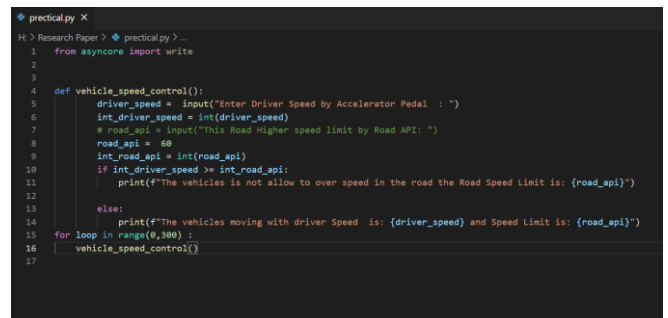 prectical.py ×
H: > Research Paper > prectical.py > ...
1 from asyncore import write
2
3
4 def vehicle_speed_control():
5 driver_speed = input("Enter Driver Speed by Accelerator Pedal : ")
6 int_driver_speed = int(driver_speed)
7 # road_api = input("This Road Higher speed limit by Road API: ")
8 road_api = 60
9 int_road_api = int(road_api)
10 if int_driver_speed >= int_road_api:
11 print(f"The vehicles is not allow to over speed in the road the Road Speed Limit is: {road_api}")
12
13 else:
14 print(f"The vehicles moving with driver Speed is: {driver_speed} and Speed Limit is: {road_api}")
15 for loop in range(0,300) :
16 vehicle_speed_control()
17